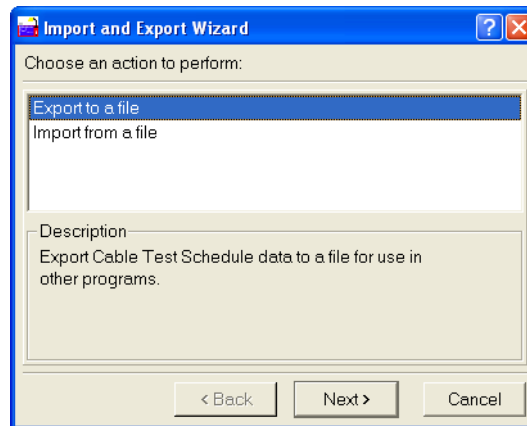 Import and Export Wizard
Choose an action to perform:
Export to a file
Import from a file
Description
Export Cable Test Schedule data to a file for use in
other programs.
< Back Next > Cancel